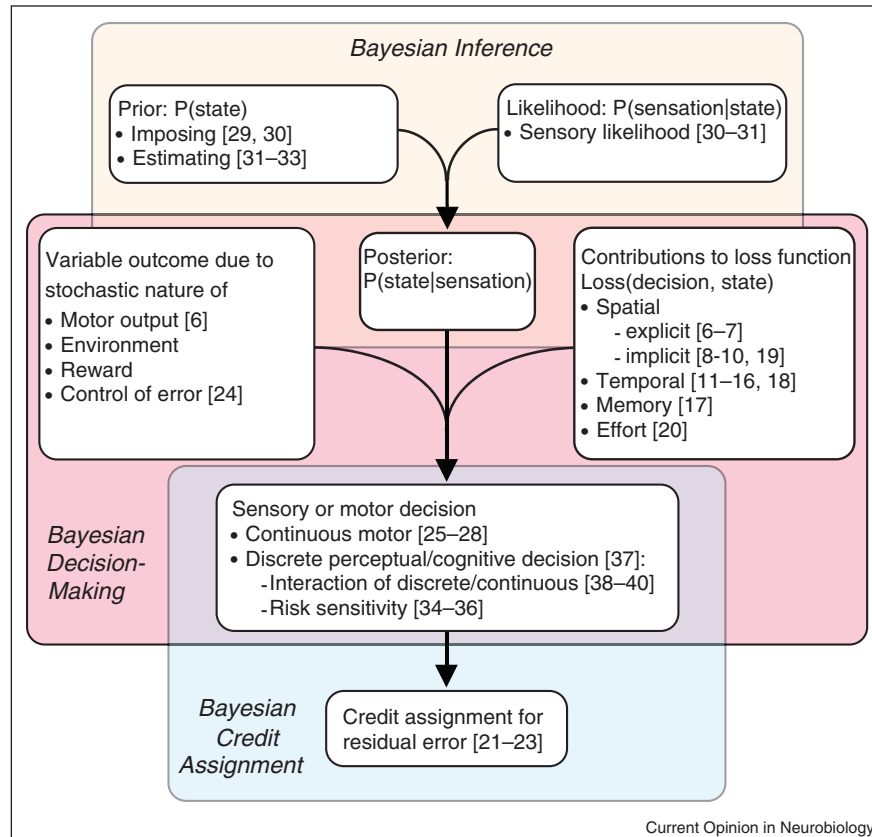 Bayesian Inference
Prior: P(state)
• Imposing [29, 30]
• Estimating [31–33]
Likelihood: P(sensation|state)
• Sensory likelihood [30–31]
Variable outcome due to
stochastic nature of
• Motor output [6]
• Environment
• Reward
• Control of error [24]
Posterior:
P(state|sensation)
Contributions to loss function
Loss(decision, state)
• Spatial
- explicit [6–7]
- implicit [8-10, 19]
• Temporal [11–16, 18]
• Memory [17]
• Effort [20]
Bayesian
Decision-
Making
Sensory or motor decision
• Continuous motor [25–28]
• Discrete perceptual/cognitive decision [37]:
- Interaction of discrete/continuous [38–40]
- Risk sensitivity [34–36]
Bayesian
Credit
Assignment
Credit assignment for
residual error [21–23]
Current Opinion in Neurobiology